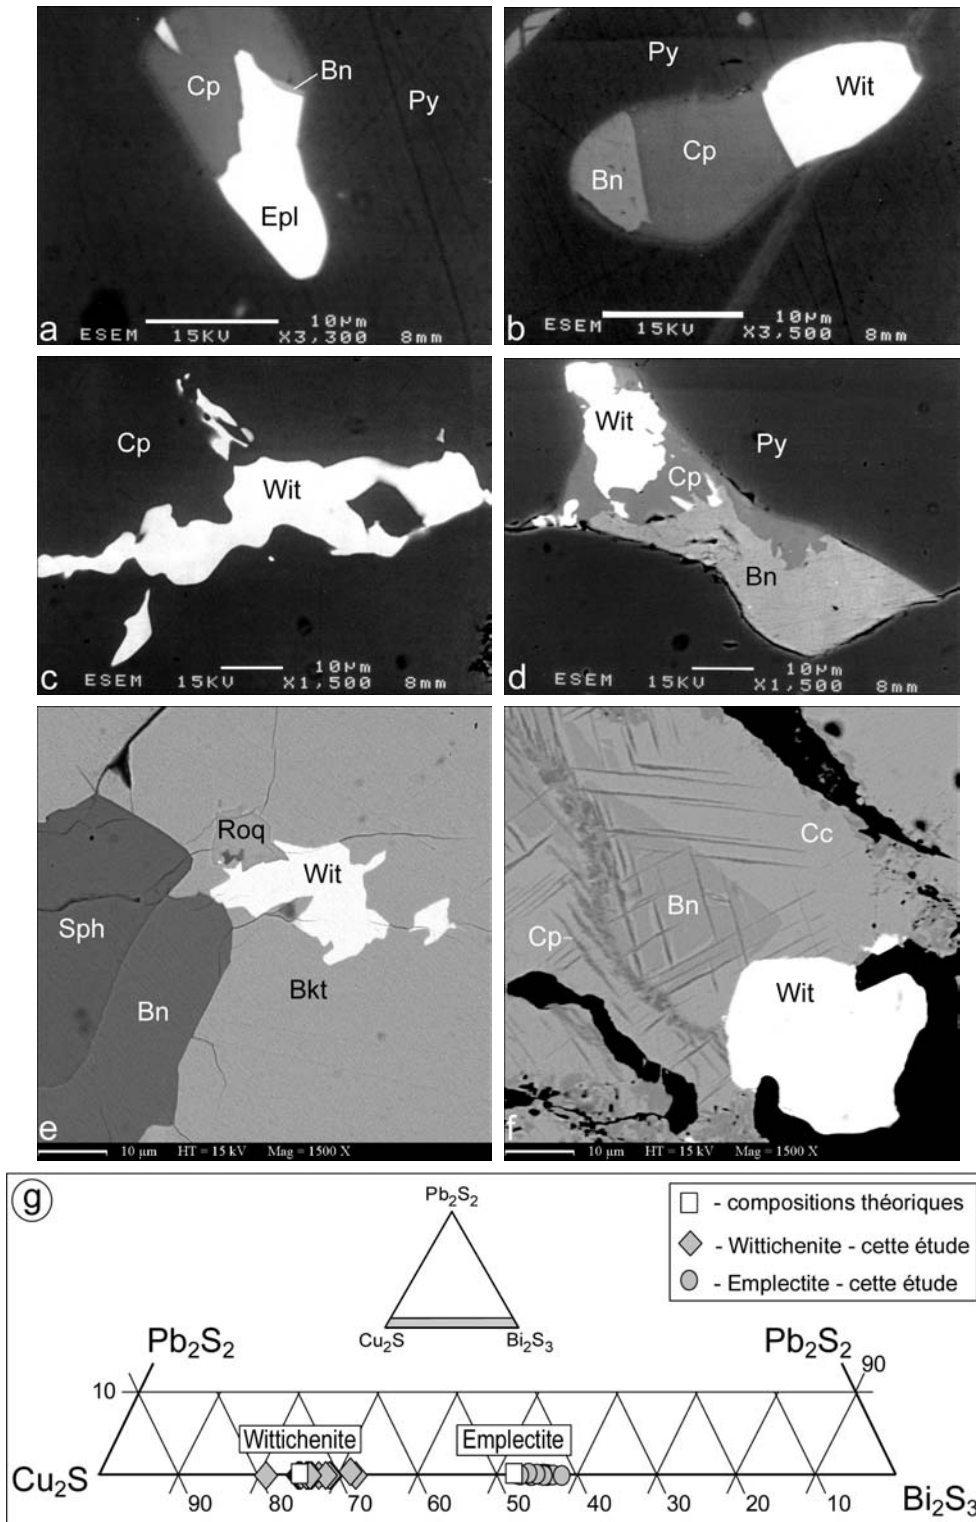 Cp
Bn
Py
Epl
a
ESEM 15KV 10µm X3,300 8mm
Py
Wit
Cp
Bn
b
ESEM 15KV 10µm X3,500 8mm
Cp
Wit
c
ESEM 15KV 10µm X1,500 8mm
Wit
Py
Cp
Bn
d
ESEM 15KV 10µm X1,500 8mm
Roq
Wit
Sph
Bn
Bkt
e
10 µm HT = 15 kV Mag = 1500 X
Cc
Bn
Cp
Wit
f
10 µm HT = 15 kV Mag = 1500 X
g
Pb₂S₂
Cu₂S
Bi₂S₃
- compositions théoriques
- Wittichenite - cette étude
- Emplectite - cette étude
Pb₂S₂
Pb₂S₂
10
90
Wittichenite
Emplectite
Cu₂S
90 80 70 60 50 40 30 20 10
Bi₂S₃